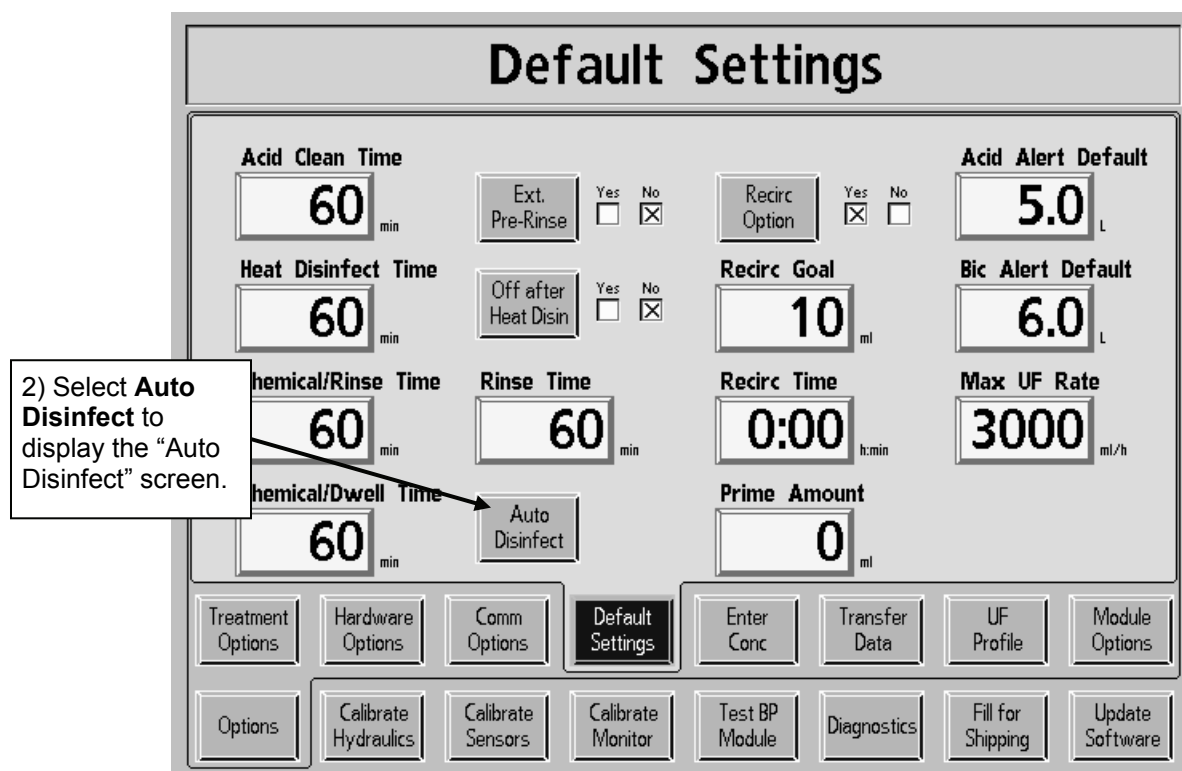 Default Settings
Acid Clean Time
60 min
Ext.
Pre-Rinse
Yes No
Recirc
Option
Yes No
Acid Alert Default
5.0 L
Heat Disinfect Time
60 min
Off after
Heat Disin
Yes No
Recirc Goal
10 ml
Bic Alert Default
6.0 L
2) Select Auto
Disinfect to
display the “Auto
Disinfect” screen.
hemical/Rinse Time
60 min
Rinse Time
60 min
Recirc Time
0:00 h:min
Max UF Rate
3000 ml/h
hemical/Dwell Time
60 min
Auto
Disinfect
Prime Amount
0 ml
Treatment
Options
Hardware
Options
Comm
Options
Default
Settings
Enter
Conc
Transfer
Data
UF
Profile
Module
Options
Options
Calibrate
Hydraulics
Calibrate
Sensors
Calibrate
Monitor
Test BP
Module
Diagnostics
Fill for
Shipping
Update
Software